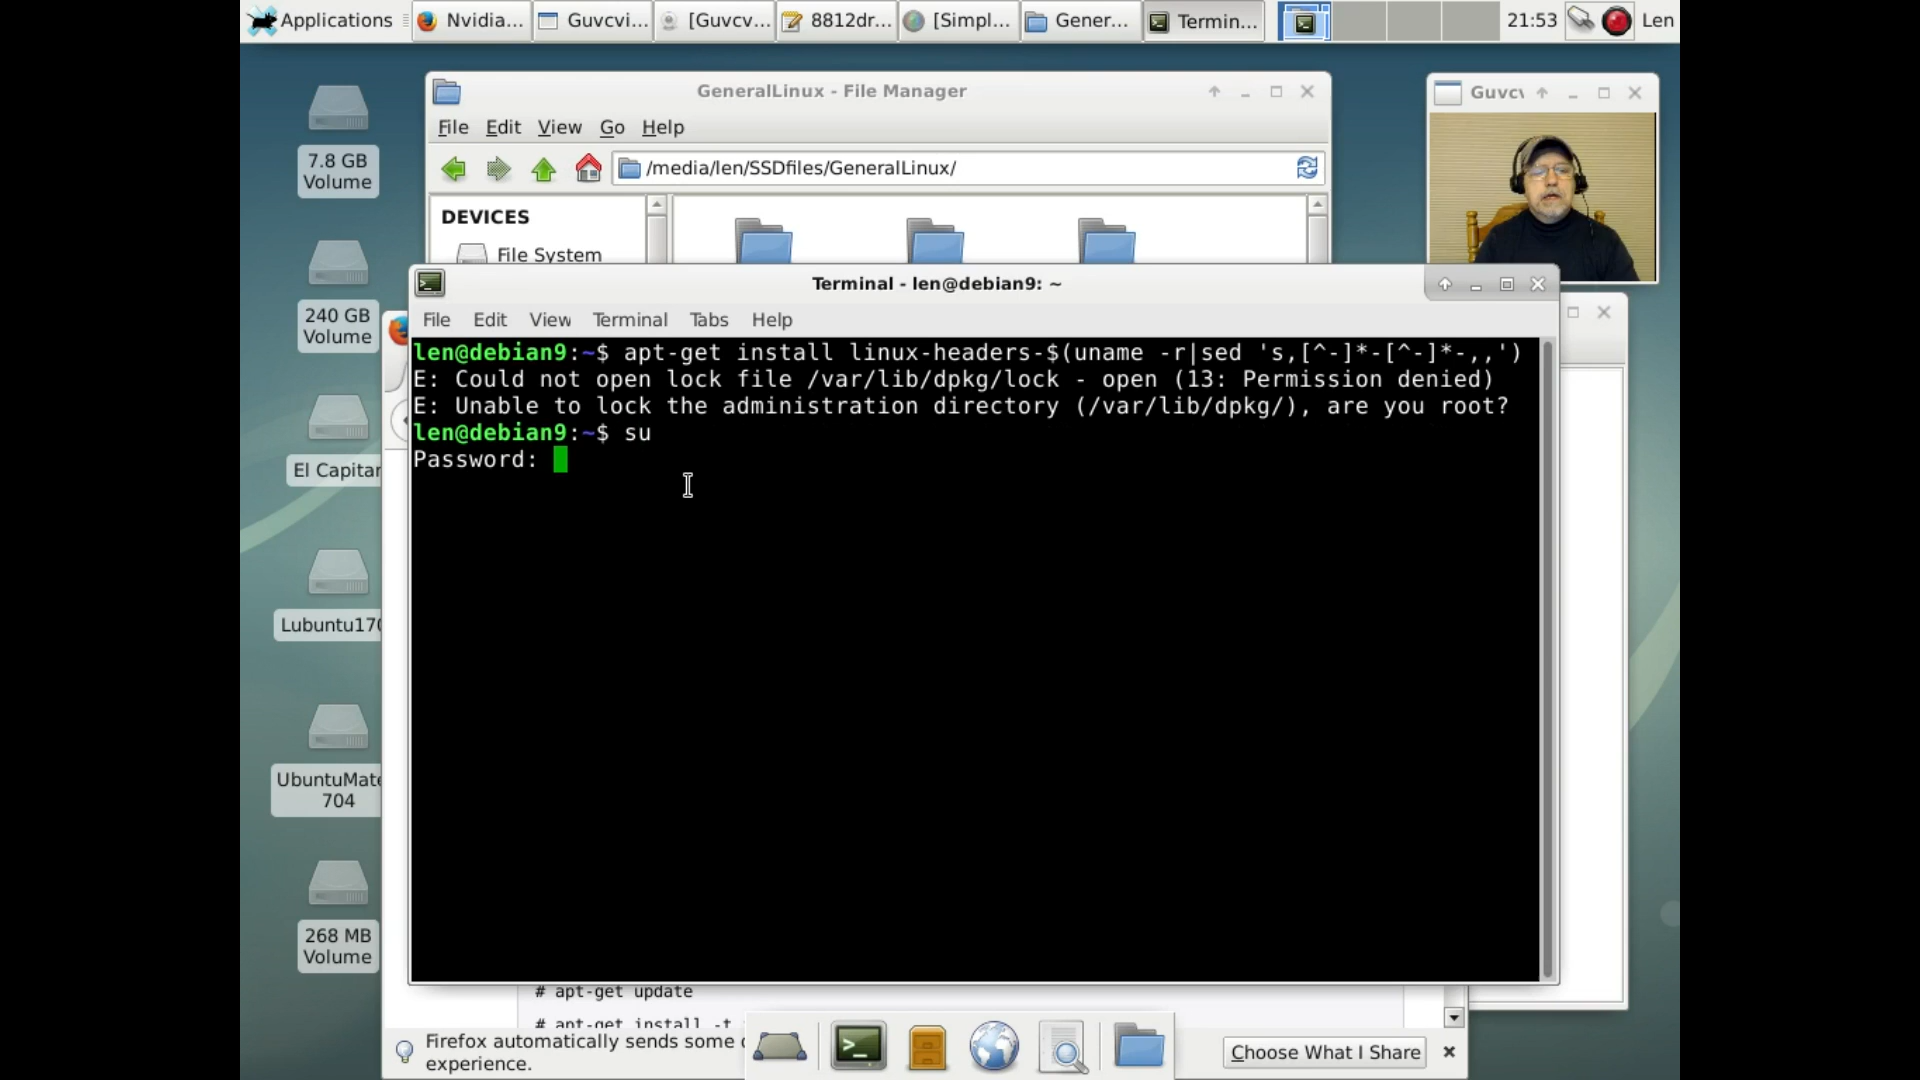 Applications
Nvidia...
Guvcvi...
[Guvcv...
8812dr...
[Simpl...
Gener...
Termin...
21:53
Len
7.8 GB
Volume
240 GB
Volume
El Capitan
Lubuntu170
UbuntuMate
704
268 MB
Volume
GeneralLinux - File Manager
File Edit View Go Help
/media/len/SSDfiles/GeneralLinux/
DEVICES
File System
Guvcv
Terminal - len@debian9: ~
File Edit View Terminal Tabs Help
len@debian9:~$ apt-get install linux-headers-$(uname -r|sed 's,[^-]*-[^-]*-,,')
E: Could not open lock file /var/lib/dpkg/lock - open (13: Permission denied)
E: Unable to lock the administration directory (/var/lib/dpkg/), are you root?
len@debian9:~$ su
Password:
# apt-get update
# apt-get install -t
Firefox automatically sends some
experience.
Choose What I Share